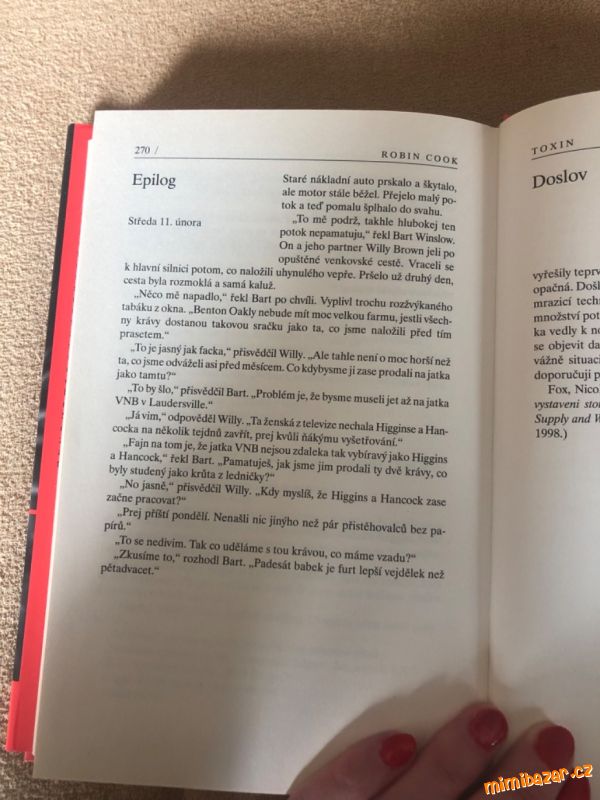 270 /
ROBIN COOK
Epilog
Středa 11. února
Staré nákladní auto prskalo a škytalo,
ale motor stále běžel. Přejelo malý po-
tok a teď pomalu šplhalo do svahu.
„To mě podrž, takhle hlubokej ten
potok nepamatuju,“ řekl Bart Winslow.
On a jeho partner Willy Brown jeli po
opuštěné venkovské cestě. Vraceli se
k hlavní silnici potom, co naložili uhynulého vepře. Pršelo už druhý den,
cesta byla rozmoklá a samá kaluž.
„Něco mě napadlo,“ řekl Bart po chvíli. Vyplivl trochu rozžvýkaného
tabáku z okna. „Benton Oakly nebude mít moc velkou farmu, jestli všech-
ny krávy dostanou takovou sračku jako ta, co jsme naložili před tím
prasetem.“
„To je jasný jak facka,“ přisvědčil Willy. „Ale tahle není o moc horší než
ta, co jsme odváželi asi před měsícem. Co kdybysme ji zase prodali na jatka
jako tamtu?“
„To by šlo,“ přisvědčil Bart. „Problém je, že bysme museli jet až na jatka
VNB v Laudersville.“
„Já vim,“ odpověděl Willy. „Ta ženská z televize nechala Higginse a Han-
cocka na několik tejdnů zavřít, prej kvůli ňákýmu vyšetřování.“
„Fajn na tom je, že jatka VNB nejsou zdaleka tak vybíravý jako Higgins
a Hancock,“ řekl Bart. „Pamatuješ, jak jsme jim prodali ty dvě krávy, co
byly studený jako krůta z ledničky?“
„No jasně,“ přisvědčil Willy. „Kdy myslíš, že Higgins a Hancock zase
začne pracovat?“
„Prej příští pondělí. Nenašli nic jinýho než pár přistěhovalců bez pa-
pírů.“
„To se nedivím. Tak co uděláme s tou krávou, co máme vzadu?“
„Zkusíme to,“ rozhodl Bart. „Padesát babek je furt lepší vejdělek než
pětadvacet.“
TOXIN
Doslov
vyřešily teprv
opačná. Došl
mrazicí techn
množství pot
ka vedly k no
se objevit da
vážně situaci
doporučuji p
Fox, Nico
vystaveni stor
Supply and W
1998.)
mimibazar.cz